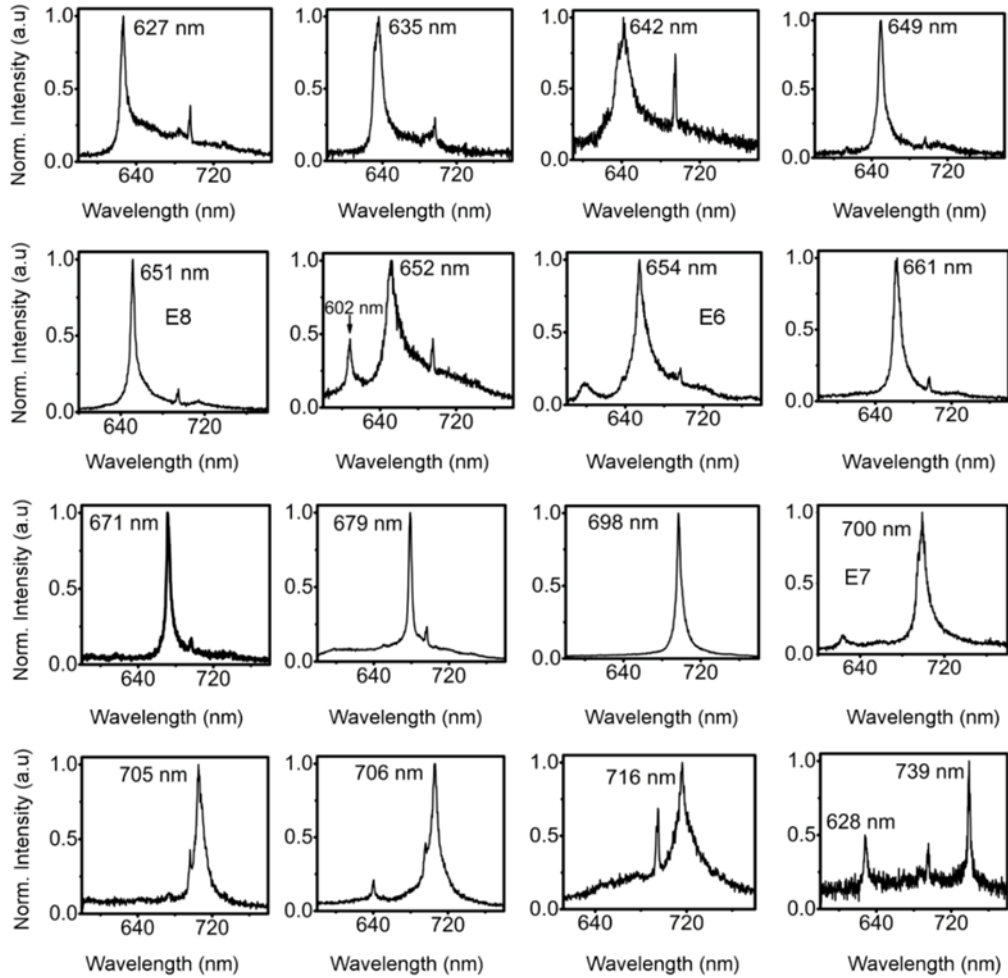 627 nm
635 nm
642 nm
649 nm
Norm. Intensity (a.u)
1.0
0.5
0.0
640
720
Wavelength (nm)
1.0
0.5
0.0
640
720
Wavelength (nm)
1.0
0.5
0.0
640
720
Wavelength (nm)
1.0
0.5
0.0
640
720
Wavelength (nm)
651 nm
E8
652 nm
602 nm
654 nm
E6
661 nm
Norm. Intensity (a.u)
1.0
0.5
0.0
640
720
Wavelength (nm)
1.0
0.5
0.0
640
720
Wavelength (nm)
1.0
0.5
0.0
640
720
Wavelength (nm)
1.0
0.5
0.0
640
720
Wavelength (nm)
671 nm
679 nm
698 nm
700 nm
E7
Norm. Intensity (a.u)
1.0
0.5
0.0
640
720
Wavelength (nm)
1.0
0.5
0.0
640
720
Wavelength (nm)
1.0
0.5
0.0
640
720
Wavelength (nm)
1.0
0.5
0.0
640
720
Wavelength (nm)
705 nm
706 nm
716 nm
739 nm
628 nm
Norm. Intensity (a.u)
1.0
0.5
0.0
640
720
Wavelength (nm)
1.0
0.5
0.0
640
720
Wavelength (nm)
1.0
0.5
0.0
640
720
Wavelength (nm)
1.0
0.5
0.0
640
720
Wavelength (nm)